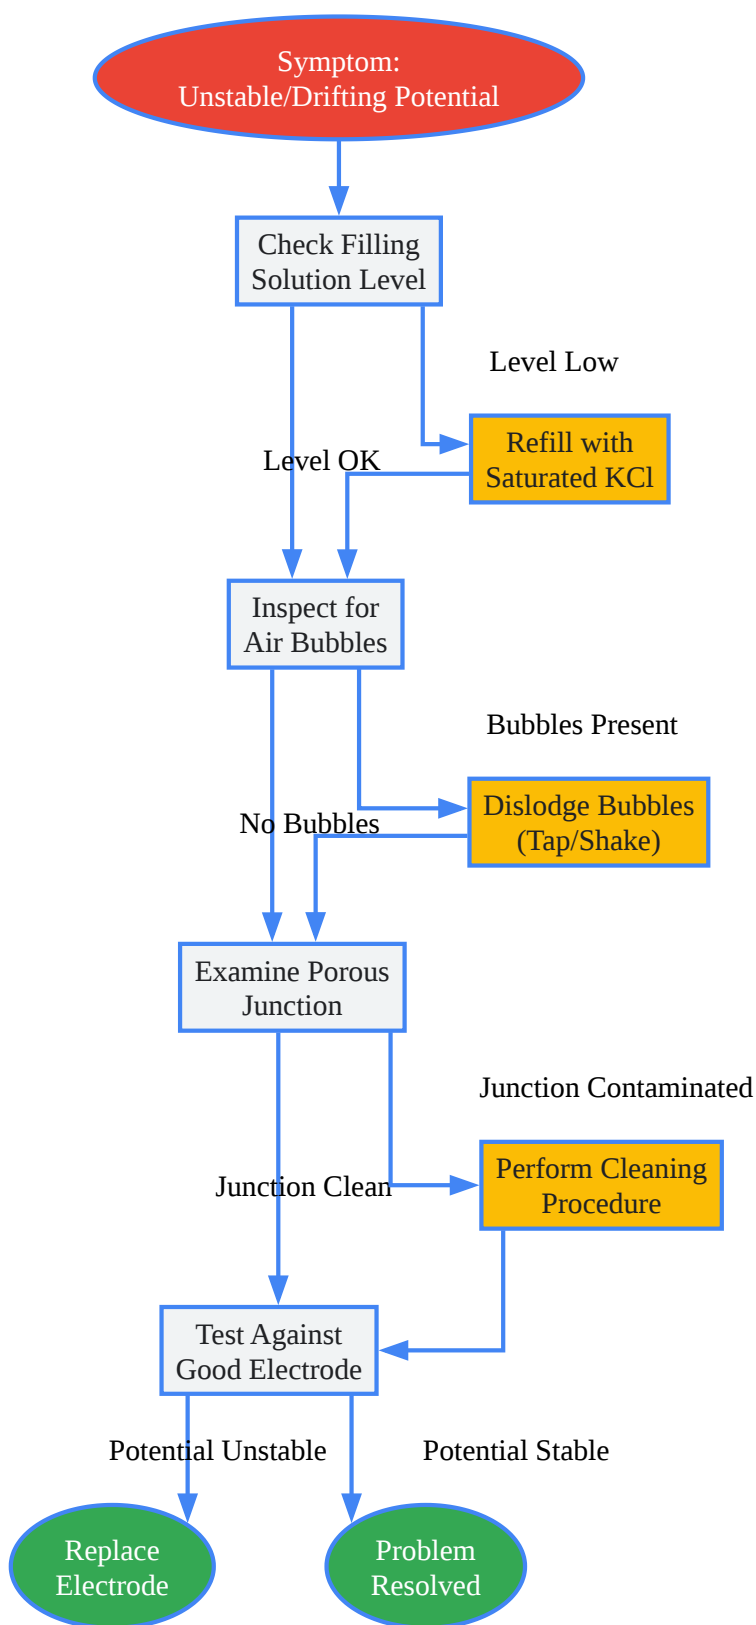 Symptom:
Unstable/Drifting Potential
Check Filling
Solution Level
Level Low
Refill with
Saturated KCl
Level OK
Inspect for
Air Bubbles
Bubbles Present
Dislodge Bubbles
(Tap/Shake)
No Bubbles
Examine Porous
Junction
Junction Contaminated
Perform Cleaning
Procedure
Junction Clean
Test Against
Good Electrode
Potential Unstable
Potential Stable
Replace
Electrode
Problem
Resolved